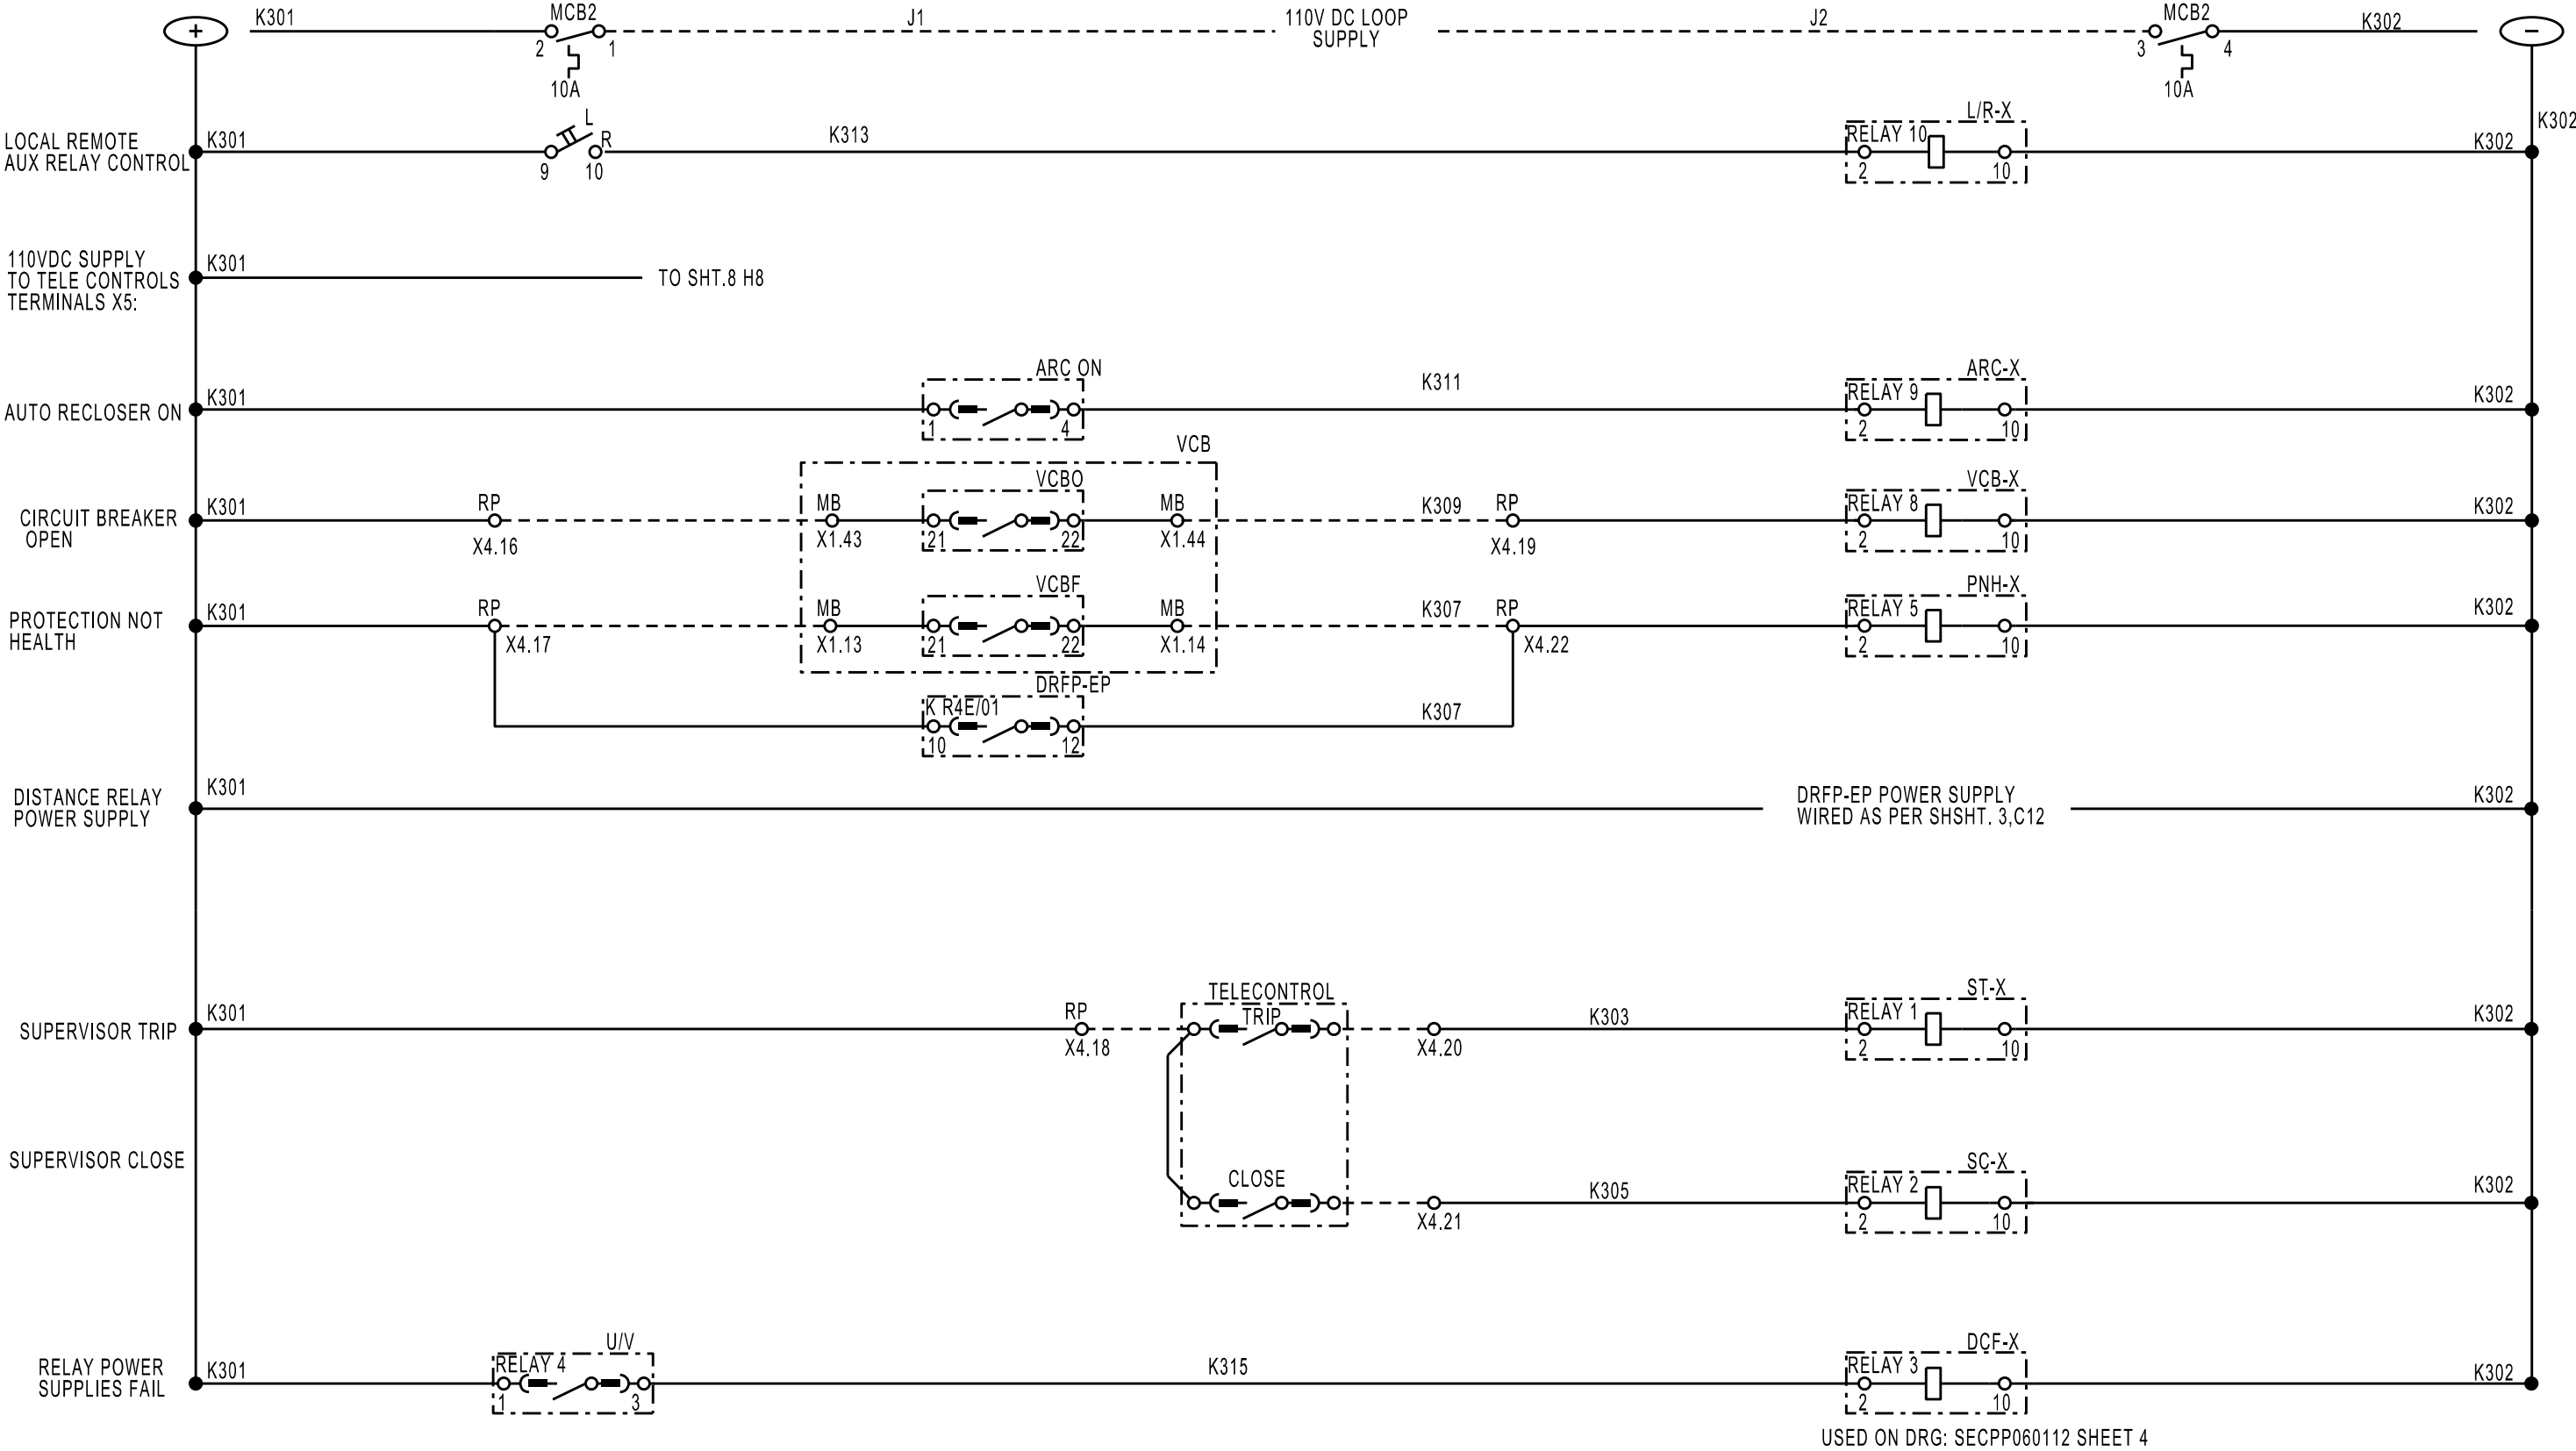 +
K301
MCB2
2
1
10A
J1
110V DC LOOP
SUPPLY
J2
MCB2
3
4
10A
K302
-
K302
LOCAL REMOTE
AUX RELAY CONTROL
K301
L
R
9
10
K313
L/R-X
RELAY 10
2
10
K302
110VDC SUPPLY
TO TELE CONTROLS
TERMINALS X5:
K301
TO SHT.8 H8
AUTO RECLOSER ON
K301
ARC ON
1
4
K311
ARC-X
RELAY 9
2
10
K302
VCB
CIRCUIT BREAKER
OPEN
K301
RP
X4.16
MB
X1.43
VCBO
21
22
MB
X1.44
K309
RP
X4.19
VCB-X
RELAY 8
2
10
K302
PROTECTION NOT
HEALTH
K301
RP
X4.17
MB
X1.13
VCBF
21
22
MB
X1.14
K307
RP
X4.22
PNH-X
RELAY 5
2
10
K302
DRFP-EP
K R4E/01
10
12
K307
DISTANCE RELAY
POWER SUPPLY
K301
DRFP-EP POWER SUPPLY
WIRED AS PER SHSHT. 3,C12
K302
SUPERVISOR TRIP
K301
RP
X4.18
TELECONTROL
TRIP
X4.20
K303
ST-X
RELAY 1
2
10
K302
SUPERVISOR CLOSE
CLOSE
X4.21
K305
SC-X
RELAY 2
2
10
K302
RELAY POWER
SUPPLIES FAIL
K301
U/V
RELAY 4
1
3
K315
DCF-X
RELAY 3
2
10
K302
USED ON DRG: SECPP060112 SHEET 4